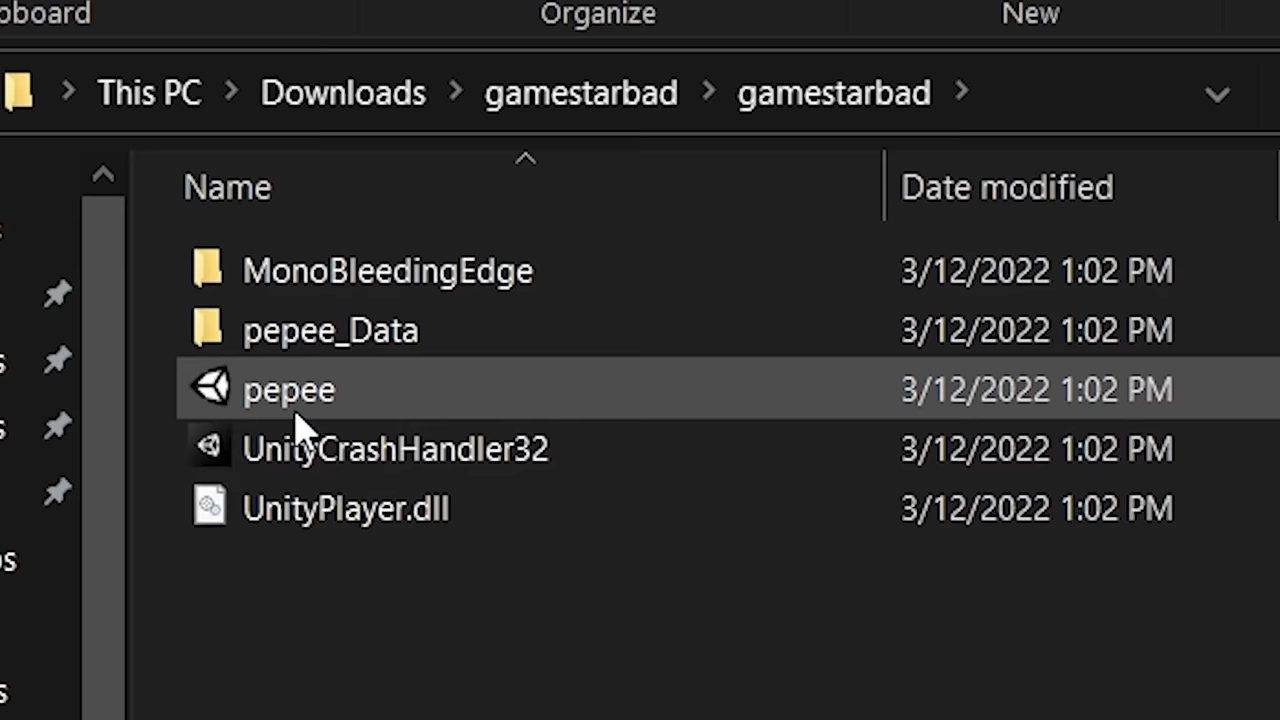 Organize New
This PC Downloads gamestarbad gamestarbad
Name Date modified
MonoBleedingEdge 3/12/2022 1:02 PM
pepee_Data 3/12/2022 1:02 PM
pepee 3/12/2022 1:02 PM
UnityCrashHandler32 3/12/2022 1:02 PM
UnityPlayer.dll 3/12/2022 1:02 PM